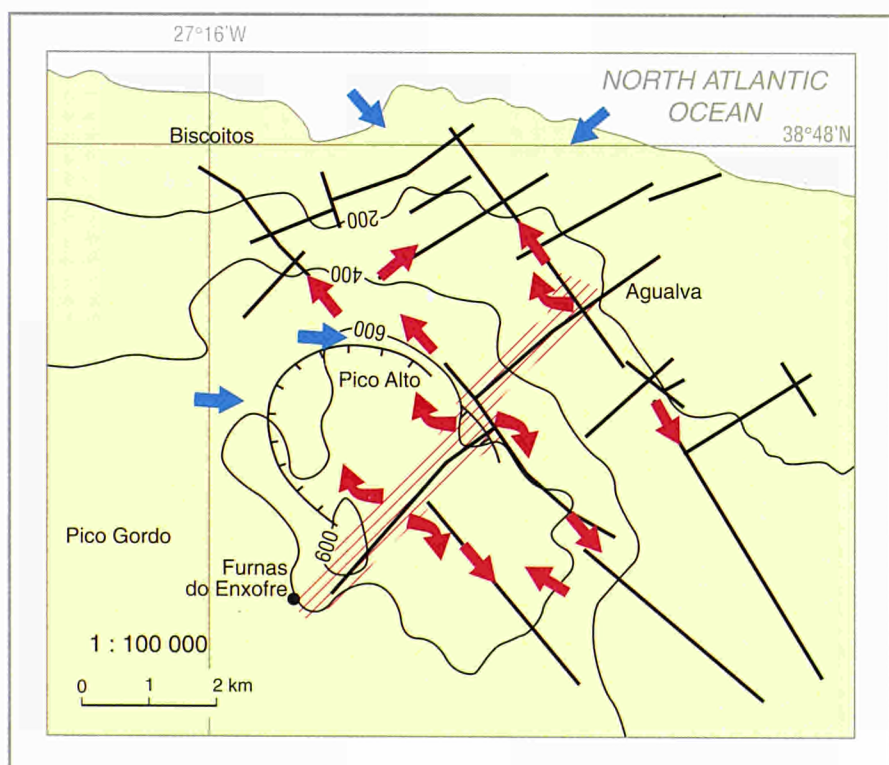 27°16'W
NORTH ATLANTIC
OCEAN
38°48'N
Biscoitos
200
400
Agualva
600
Pico Alto
Pico Gordo
600
Furnas
do Enxofre
1 : 100 000
0 1 2 km